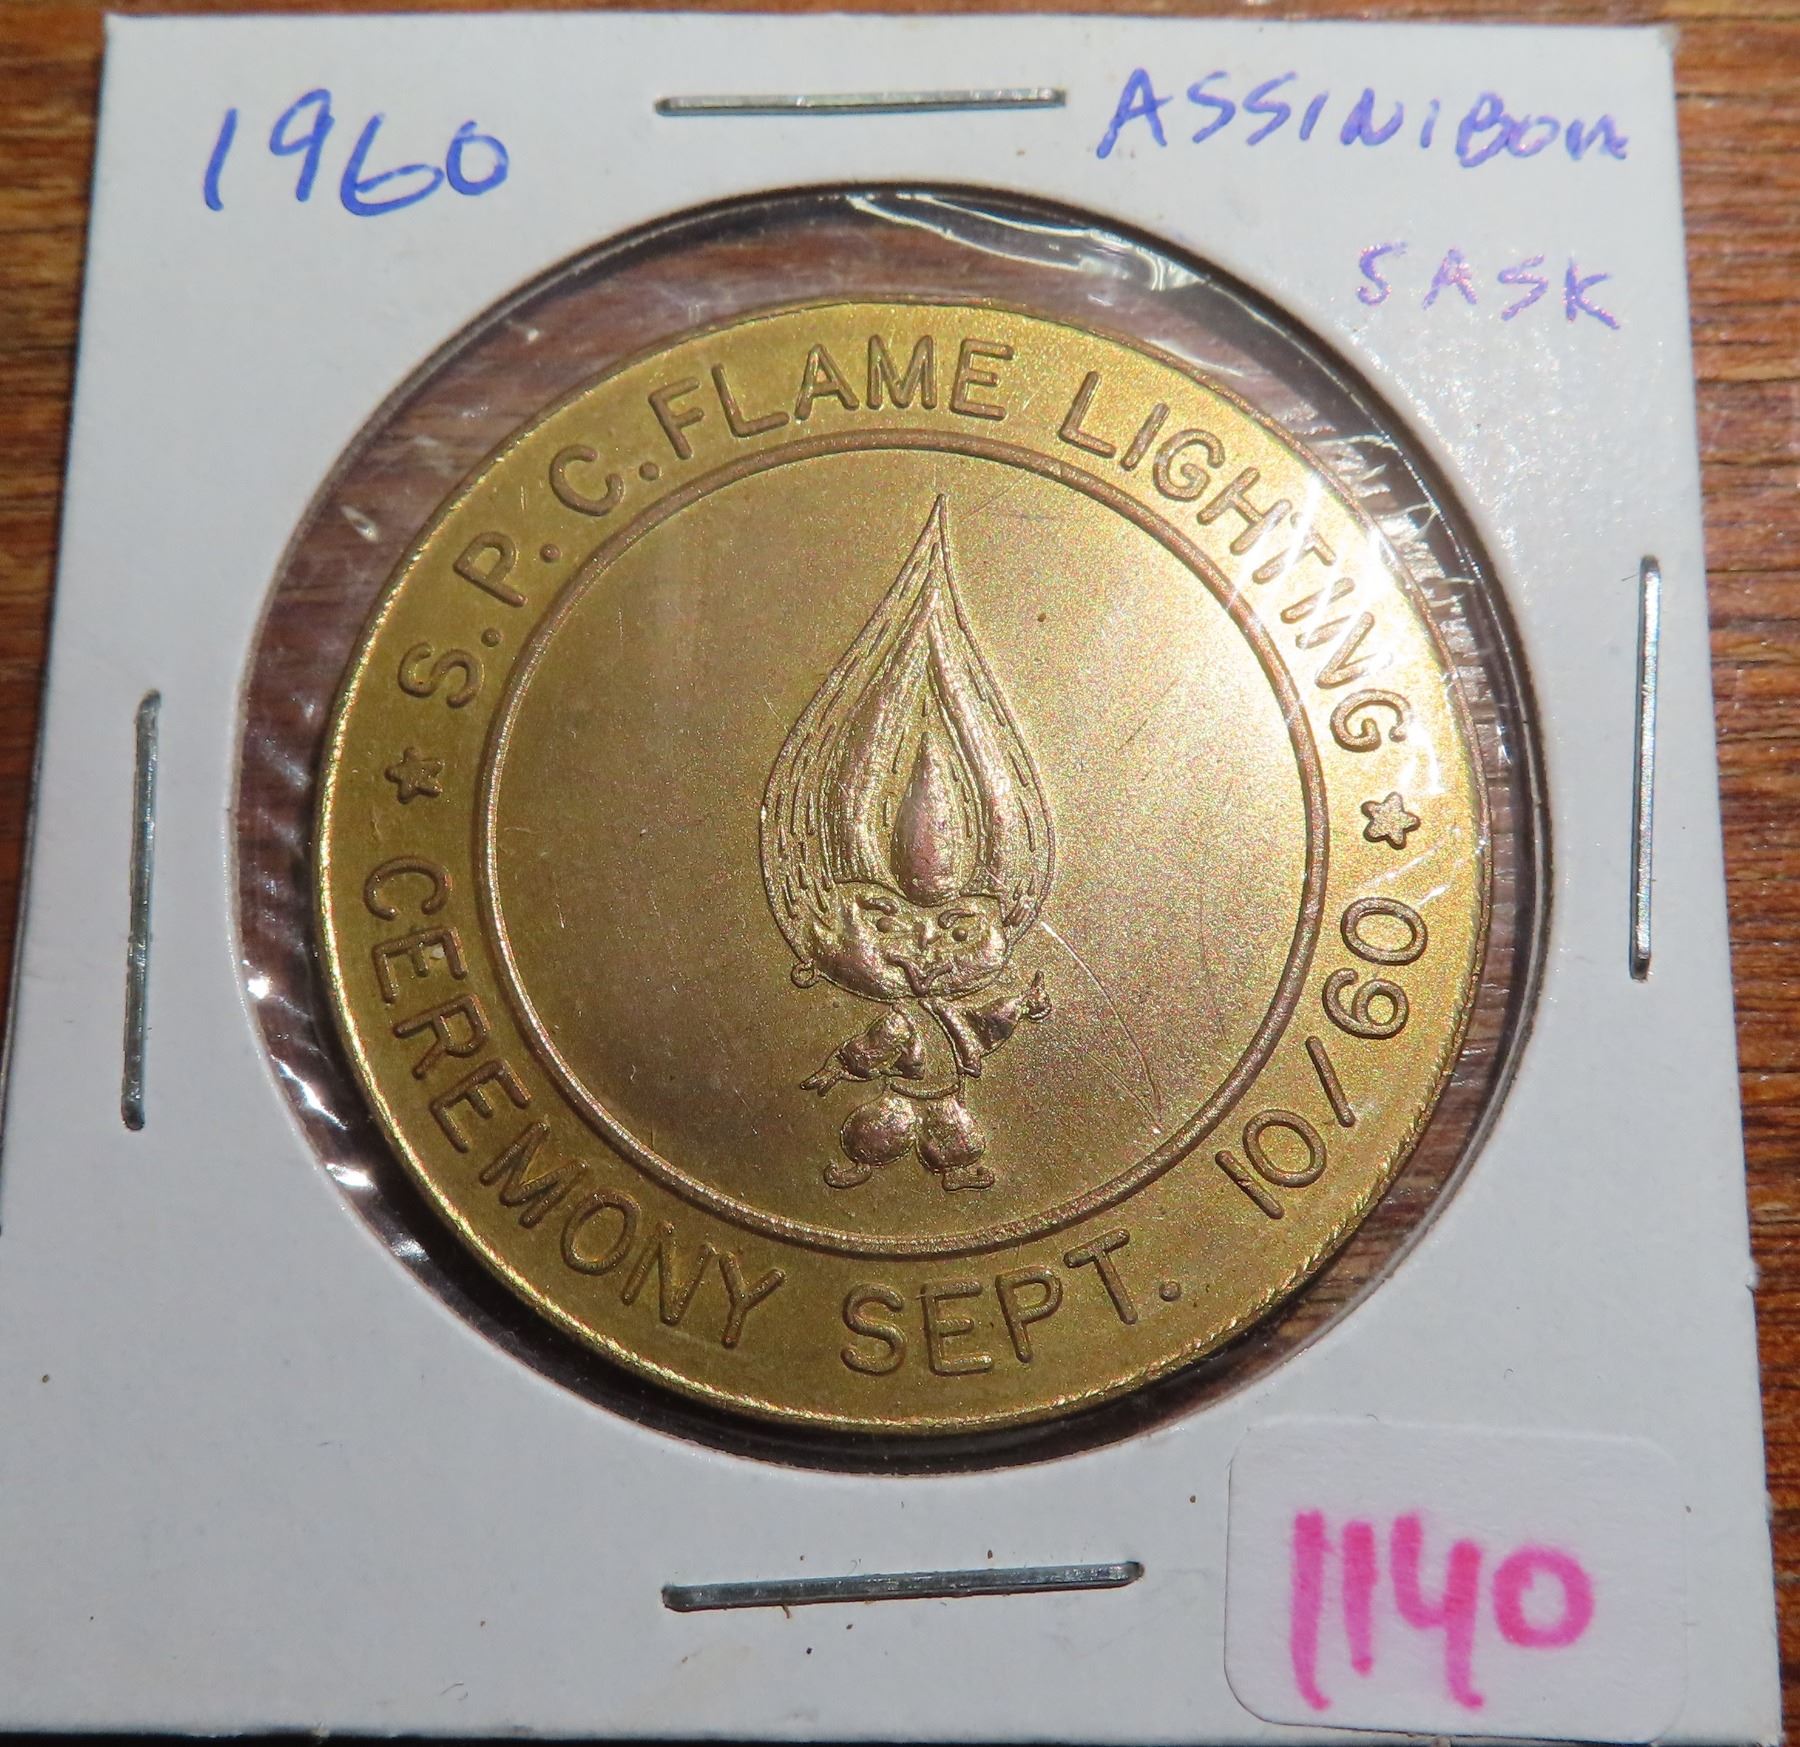 1960
ASSINIBOIA
SASK
S.P.C. FLAME LIGHTING
CEREMONY SEPT. 10/60
1140